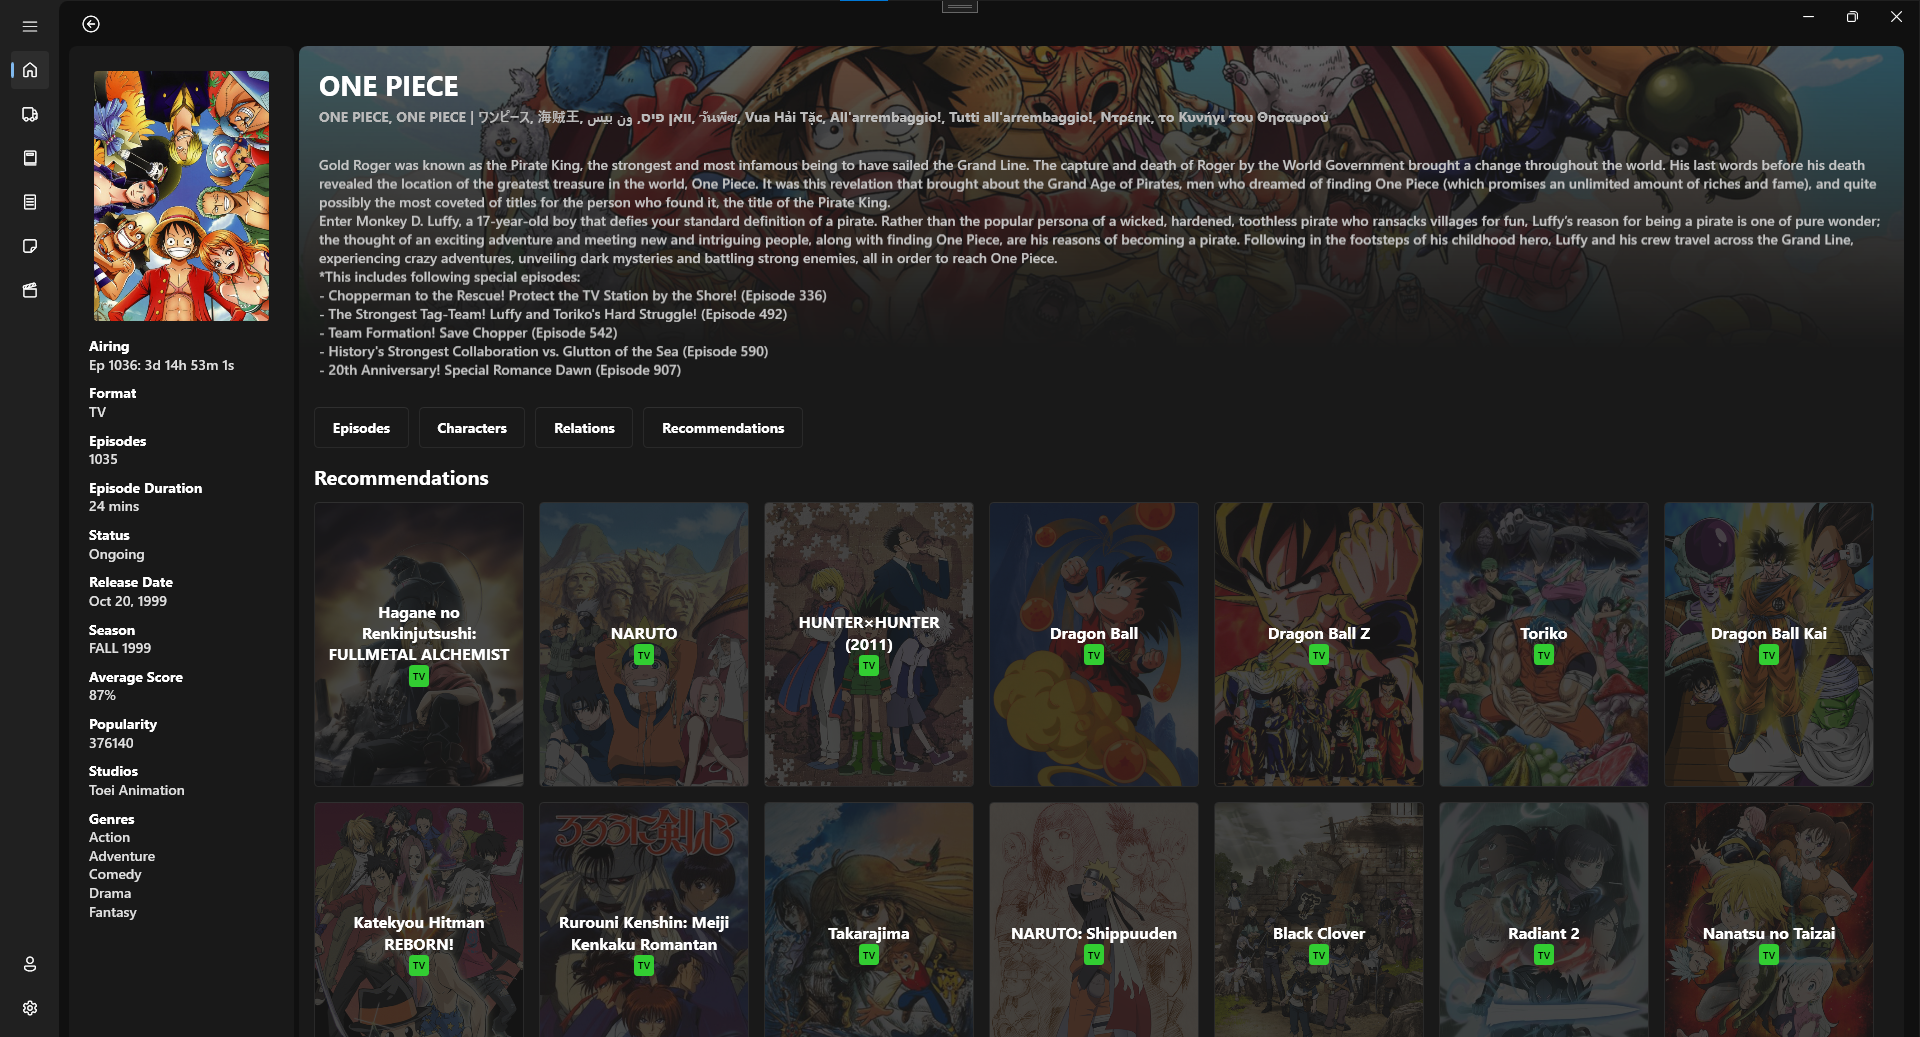 ONE PIECE
ONE PIECE, ONE PIECE | ワンピース, 海贼王, وان بيس, ון פיס, วันพีซ, Vua Hải Tặc, All'arrembaggio!, Tutti all'arrembaggio!, Ντρέηκ, το Κυνήγι του Θησαυρού
Gold Roger was known as the Pirate King, the strongest and most infamous being to have sailed the Grand Line. The capture and death of Roger by the World Government brought a change throughout the world. His last words before his death
revealed the location of the greatest treasure in the world, One Piece. It was this revelation that brought about the Grand Age of Pirates, men who dreamed of finding One Piece (which promises an unlimited amount of riches and fame), and quite
possibly the most coveted of titles for the person who found it, the title of the Pirate King.
Enter Monkey D. Luffy, a 17-year-old boy that defies your standard definition of a pirate. Rather than the popular persona of a wicked, hardened, toothless pirate who ransacks villages for fun, Luffy's reason for being a pirate is one of pure wonder;
the thought of an exciting adventure and meeting new and intriguing people, along with finding One Piece, are his reasons of becoming a pirate. Following in the footsteps of his childhood hero, Luffy and his crew travel across the Grand Line,
experiencing crazy adventures, unveiling dark mysteries and battling strong enemies, all in order to reach One Piece.
*This includes following special episodes:
- Chopperman to the Rescue! Protect the TV Station by the Shore! (Episode 336)
- The Strongest Tag-Team! Luffy and Toriko's Hard Struggle! (Episode 492)
- Team Formation! Save Chopper (Episode 542)
- History's Strongest Collaboration vs. Glutton of the Sea (Episode 590)
- 20th Anniversary! Special Romance Dawn (Episode 907)
Airing
Ep 1036: 3d 14h 53m 1s
Format
TV
Episodes
1035
Episode Duration
24 mins
Status
Ongoing
Release Date
Oct 20, 1999
Season
FALL 1999
Average Score
87%
Popularity
376140
Studios
Toei Animation
Genres
Action
Adventure
Comedy
Drama
Fantasy
Episodes
Characters
Relations
Recommendations
Recommendations
Hagane no
Renkinjutsushi:
FULLMETAL ALCHEMIST
TV
NARUTO
TV
HUNTER×HUNTER
(2011)
TV
Dragon Ball
TV
Dragon Ball Z
TV
Toriko
TV
Dragon Ball Kai
TV
Katekyou Hitman
REBORN!
TV
るろうに剣心
Rurouni Kenshin: Meiji
Kenkaku Romantan
TV
Takarajima
TV
NARUTO: Shippuuden
TV
Black Clover
TV
Radiant 2
TV
Nanatsu no Taizai
TV